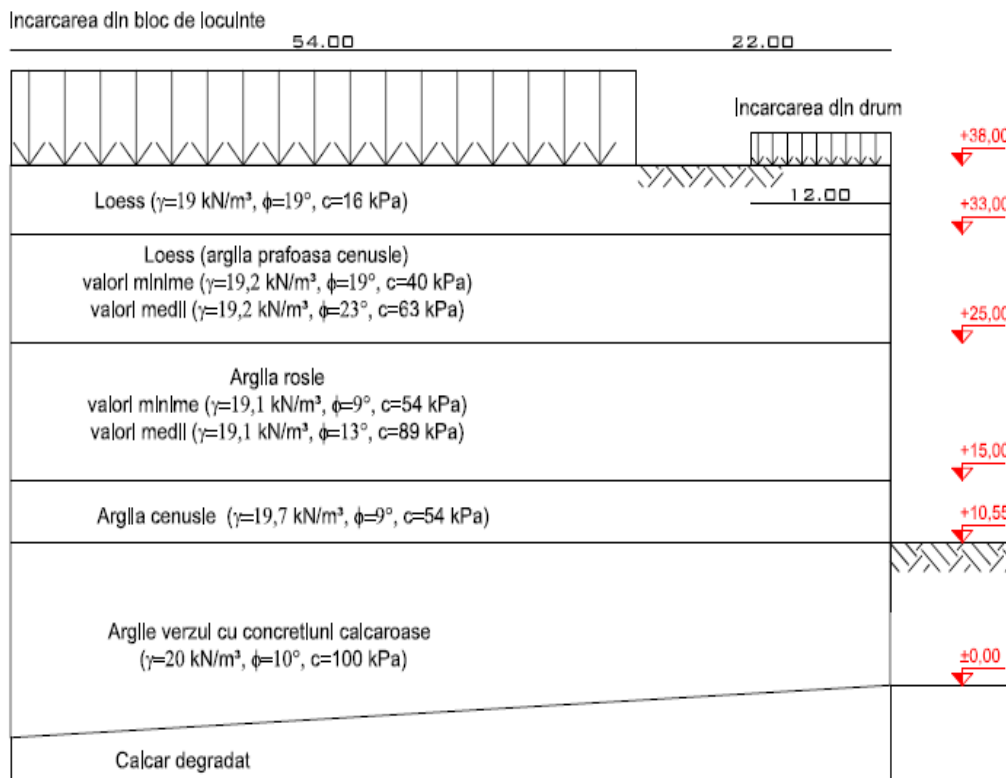 Incarcarea din bloc de locuinte
54.00
22.00
Incarcarea din drum
+38,00
12.00
Loess (γ=19 kN/m³, ϕ=19°, c=16 kPa)
+33,00
Loess (argila prafoasa cenusie)
valori minime (γ=19,2 kN/m³, ϕ=19°, c=40 kPa)
valori medii (γ=19,2 kN/m³, ϕ=23°, c=63 kPa)
+25,00
Argila rosie
valori minime (γ=19,1 kN/m³, ϕ=9°, c=54 kPa)
valori medii (γ=19,1 kN/m³, ϕ=13°, c=89 kPa)
+15,00
Argila cenusie (γ=19,7 kN/m³, ϕ=9°, c=54 kPa)
+10,55
Argile verzui cu concretiuni calcaroase
(γ=20 kN/m³, ϕ=10°, c=100 kPa)
±0,00
Calcar degradat